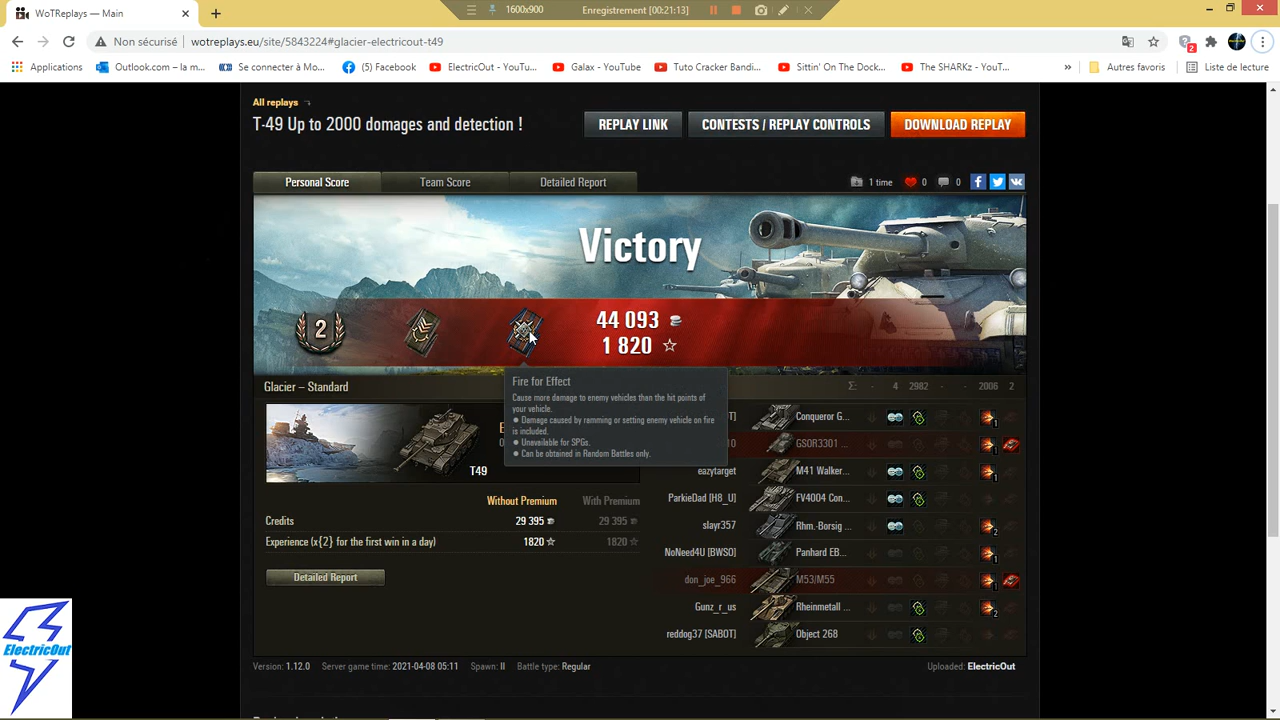 WoTReplays — Main
1600x900
Enregistrement [00:21:13]
Non sécurisé
wotreplays.eu/site/5843224#glacier-electricout-t49
Applications
Outlook.com – la m...
Se connecter à Mo...
(5) Facebook
ElectricOut - YouTu...
Galax - YouTube
Tuto Cracker Bandi...
Sittin' On The Dock...
The SHARKz - YouT...
»
Autres favoris
Liste de lecture
2
All replays
T-49 Up to 2000 domages and detection !
REPLAY LINK
CONTESTS / REPLAY CONTROLS
DOWNLOAD REPLAY
Personal Score
Team Score
Detailed Report
1 time
0
0
Victory
2
44 093
1 820
Fire for Effect
Cause more damage to enemy vehicles than the hit points of
your vehicle.
● Damage caused by ramming or setting enemy vehicle on fire
is included.
● Unavailable for SPGs.
● Can be obtained in Random Battles only.
Glacier – Standard
Σ: - 4 2982 - - 2006 2
T49
Conqueror G...
GSOR3301 ...
eazytarget M41 Walker...
ParkieDad [H8_U] FV4004 Con...
slayr357 Rhm.-Borsig ...
NoNeed4U [BWSO] Panhard EB...
don_joe_966 M53/M55
Gunz_r_us Rheinmetall ...
reddog37 [SABOT] Object 268
Without Premium With Premium
Credits 29 395 29 395
Experience (x{2} for the first win in a day) 1820 1820
Detailed Report
Version: 1.12.0 Server game time: 2021-04-08 05:11 Spawn: II Battle type: Regular
Uploaded: ElectricOut
ElectricOut